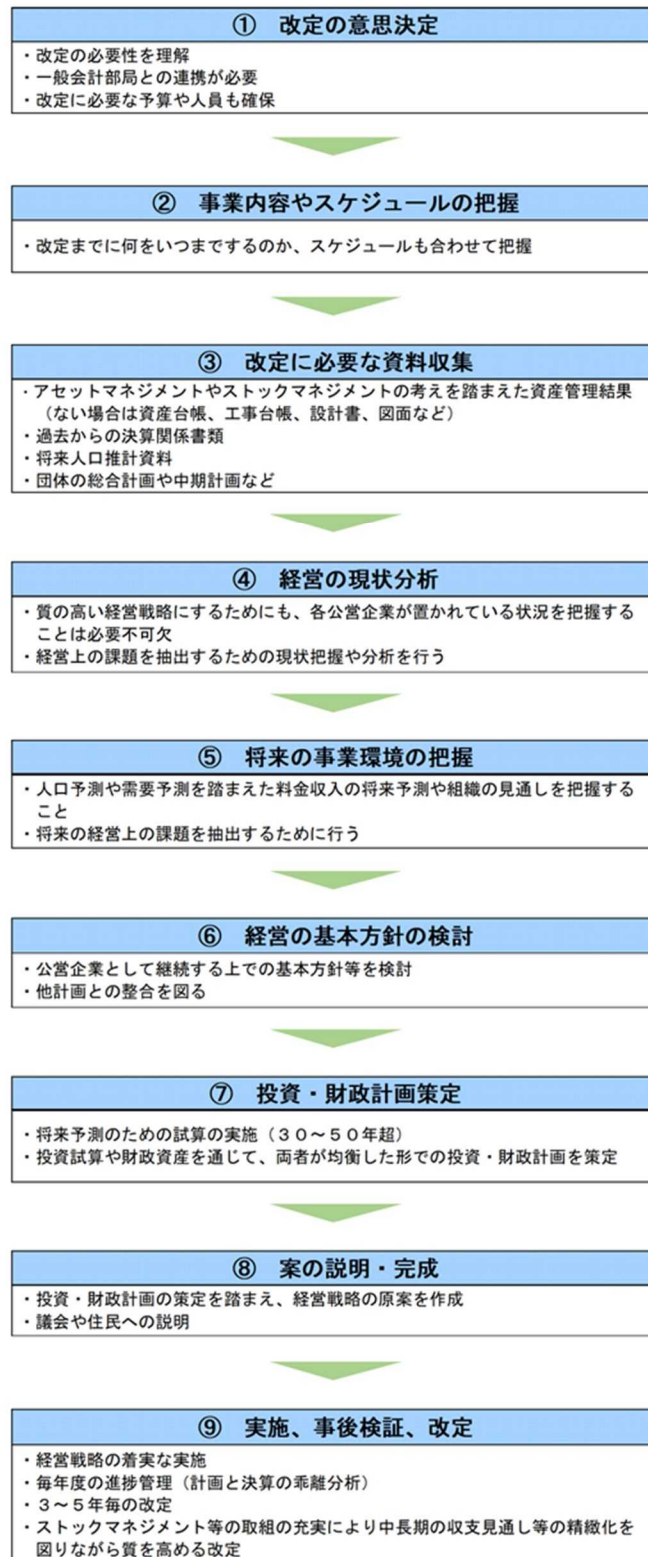 ① 改定の意思決定
・改定の必要性を理解
・一般会計部局との連携が必要
・改定に必要な予算や人員も確保
② 事業内容やスケジュールの把握
・改定までに何をいつまでするのか、スケジュールも合わせて把握
③ 改定に必要な資料収集
・アセットマネジメントやストックマネジメントの考えを踏まえた資産管理結果
（ない場合は資産台帳、工事台帳、設計書、図面など）
・過去からの決算関係書類
・将来人口推計資料
・団体の総合計画や中期計画など
④ 経営の現状分析
・質の高い経営戦略にするためにも、各公営企業が置かれている状況を把握する
ことは必要不可欠
・経営上の課題を抽出するための現状把握や分析を行う
⑤ 将来の事業環境の把握
・人口予測や需要予測を踏まえた料金収入の将来予測や組織の見通しを把握する
こと
・将来の経営上の課題を抽出するために行う
⑥ 経営の基本方針の検討
・公営企業として継続する上での基本方針等を検討
・他計画との整合を図る
⑦ 投資・財政計画策定
・将来予測のための試算の実施（３０～５０年超）
・投資試算や財政資産を通じて、両者が均衡した形での投資・財政計画を策定
⑧ 案の説明・完成
・投資・財政計画の策定を踏まえ、経営戦略の原案を作成
・議会や住民への説明
⑨ 実施、事後検証、改定
・経営戦略の着実な実施
・毎年度の進捗管理（計画と決算の乖離分析）
・３～５年毎の改定
・ストックマネジメント等の取組の充実により中長期の収支見通し等の精緻化を
図りながら質を高める改定